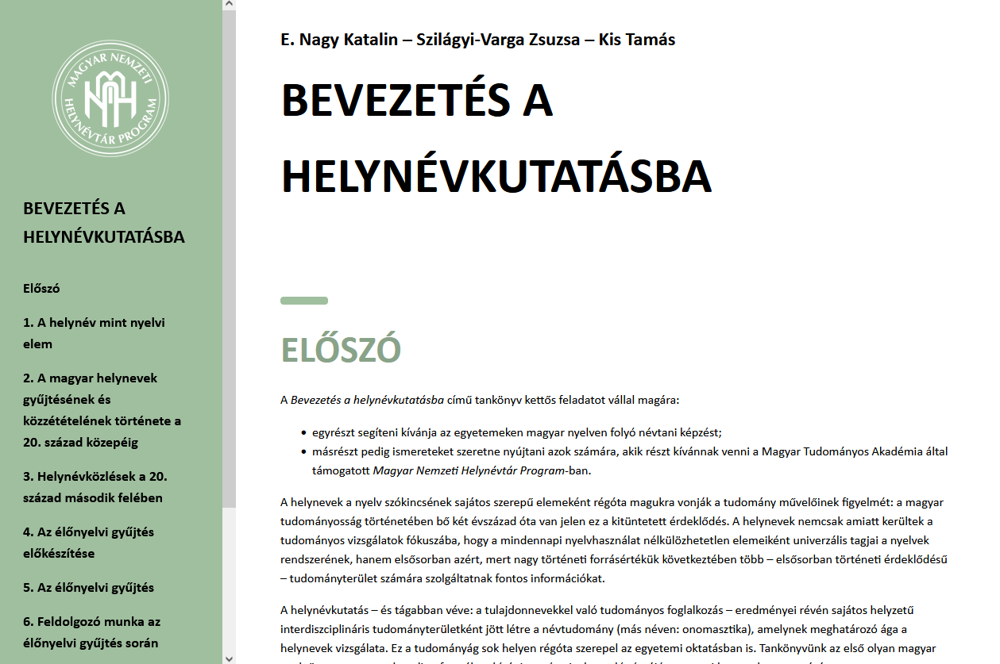 MAGYAR NEMZETI
HELYNÉVTÁR PROGRAM
BEVEZETÉS A
HELYNÉVKUTATÁSBA
Előszó
1. A helynév mint nyelvi
elem
2. A magyar helynevek
gyűjtésének és
közzétételének története a
20. század közepéig
3. Helynévközlések a 20.
század második felében
4. Az élőnyelvi gyűjtés
előkészítése
5. Az élőnyelvi gyűjtés
6. Feldolgozó munka az
élőnyelvi gyűjtés során
E. Nagy Katalin – Szilágyi-Varga Zsuzsa – Kis Tamás
BEVEZETÉS A
HELYNÉVKUTATÁSBA
ELŐSZÓ
A Bevezetés a helynévkutatásba című tankönyv kettős feladatot vállal magára:
• egyrészt segíteni kívánja az egyetemeken magyar nyelven folyó névtani képzést;
• másrészt pedig ismereteket szeretne nyújtani azok számára, akik részt kívánnak venni a Magyar Tudományos Akadémia által
támogatott Magyar Nemzeti Helynévtár Program-ban.
A helynevek a nyelv szókincsének sajátos szerepű elemeként régóta magukra vonják a tudomány művelőinek figyelmét: a magyar
tudományosság történetében bő két évszázad óta van jelen ez a kitüntetett érdeklődés. A helynevek nemcsak amiatt kerültek a
tudományos vizsgálatok fókuszába, hogy a mindennapi nyelvhasználat nélkülözhetetlen elemeiként univerzális tagjai a nyelvek
rendszerének, hanem elsősorban azért, mert nagy történeti forrásértékük következtében több – elsősorban történeti érdeklődésű
– tudományterület számára szolgáltatnak fontos információkat.
A helynévkutatás – és tágabban véve: a tulajdonnevekkel való tudományos foglalkozás – eredményei révén sajátos helyzetű
interdiszciplináris tudományterületként jött létre a névtudomány (más néven: onomasztika), amelynek meghatározó ága a
helynevek vizsgálata. Ez a tudományág sok helyen régóta szerepel az egyetemi oktatásban is. Tankönyvünk az első olyan magyar